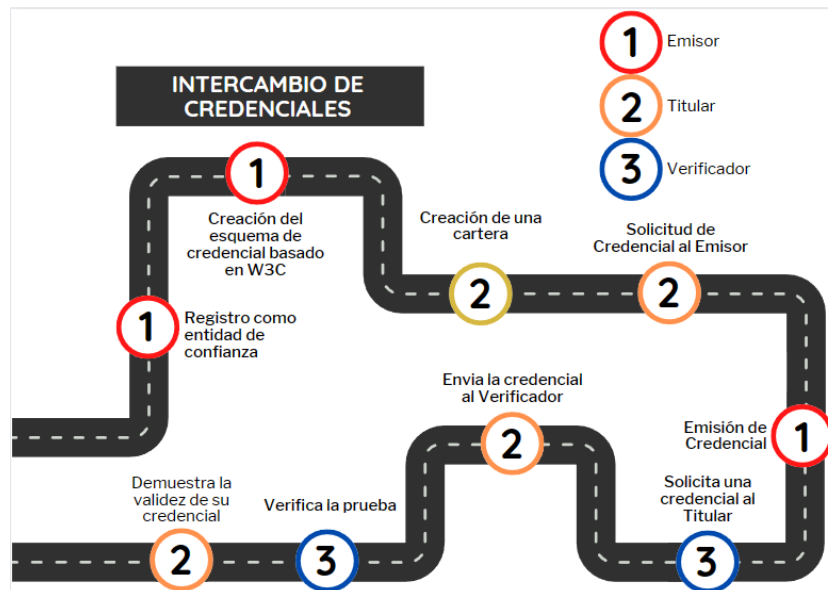 INTERCAMBIO DE
CREDENCIALES
1 Emisor
2 Titular
3 Verificador
1
Creación del
esquema de
credencial basado
en W3C
1
Registro como
entidad de
confianza
Creación de una
cartera
2
Solicitud de
Credencial al Emisor
2
Emisión de
Credencial
1
Solicita una
credencial al
Titular
3
Envia la credencial
al Verificador
2
Verifica la prueba
3
Demuestra la
validez de su
credencial
2